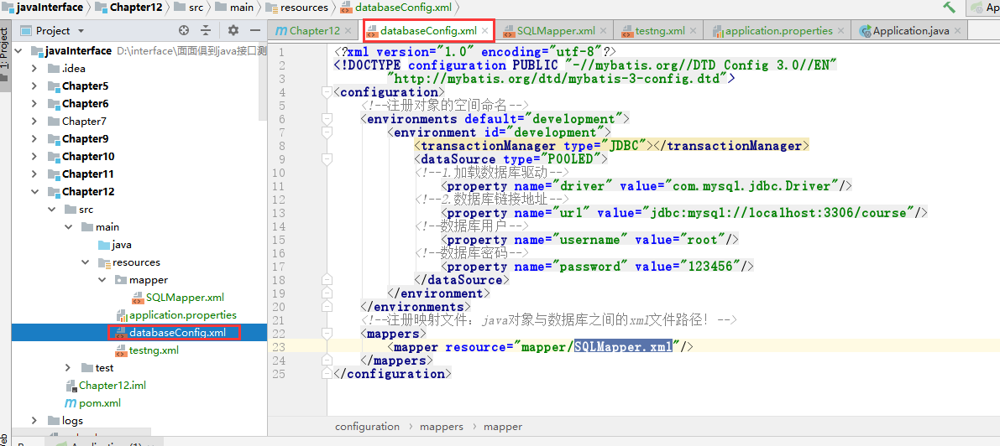 javaInterface Chapter12 src main resources databaseConfig.xml
Ap
1: Project
Project
javaInterface D:\interface\面面俱到java接口测
.idea
Chapter5
Chapter6
Chapter7
Chapter9
Chapter10
Chapter11
Chapter12
src
main
java
resources
mapper
SQLMapper.xml
application.properties
databaseConfig.xml
testng.xml
test
Chapter12.iml
pom.xml
logs
Chapter12 databaseConfig.xml SQLMapper.xml testng.xml application.properties Application.java
1 <?xml version="1.0" encoding="utf-8"?>
2 <!DOCTYPE configuration PUBLIC "-//mybatis.org//DTD Config 3.0//EN"
3 "http://mybatis.org/dtd/mybatis-3-config.dtd">
4 <configuration>
5 <!--注册对象的空间命名-->
6 <environments default="development">
7 <environment id="development">
8 <transactionManager type="JDBC"></transactionManager>
9 <dataSource type="POOLED">
10 <!--1.加载数据库驱动-->
11 <property name="driver" value="com.mysql.jdbc.Driver"/>
12 <!--2.数据库链接地址-->
13 <property name="url" value="jdbc:mysql://localhost:3306/course"/>
14 <!--数据库用户-->
15 <property name="username" value="root"/>
16 <!--数据库密码-->
17 <property name="password" value="123456"/>
18 </dataSource>
19 </environment>
20 </environments>
21 <!--注册映射文件：java对象与数据库之间的xml文件路径！-->
22 <mappers>
23 <mapper resource="mapper/SQLMapper.xml"/>
24 </mappers>
25 </configuration>
configuration mappers mapper